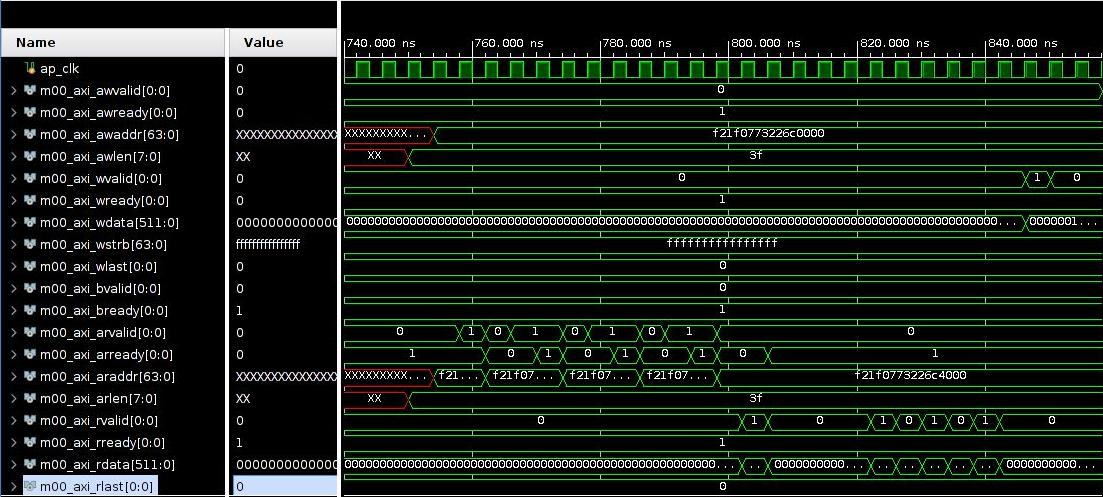 Name Value 740.000 ns 760.000 ns 780.000 ns 800.000 ns 820.000 ns 840.000 ns
ap_clk 0
m00_axi_awvalid[0:0] 0 0
m00_axi_awready[0:0] 0 1
m00_axi_awaddr[63:0] XXXXXXXXXXXXXX XXXXXXXXX... f21f0773226c0000
m00_axi_awlen[7:0] XX XX 3f
m00_axi_wvalid[0:0] 0 0 1 0
m00_axi_wready[0:0] 0 1
m00_axi_wdata[511:0] 0000001...
m00_axi_wstrb[63:0] ffffffffffffffff ffffffffffffffff
m00_axi_wlast[0:0] 0 0
m00_axi_bvalid[0:0] 0 0
m00_axi_bready[0:0] 1 1
m00_axi_arvalid[0:0] 0 0 1 0 1 0 1 0 1 0
m00_axi_arready[0:0] 0 1 0 1 0 1 0 1 0 1
m00_axi_araddr[63:0] XXXXXXXXXXXXXX XXXXXXXXX... f21... f21f07... f21f07... f21f07... f21f0773226c4000
m00_axi_arlen[7:0] XX XX 3f
m00_axi_rvalid[0:0] 0 0 1 0 1 0 1 0 1 0
m00_axi_rready[0:0] 1 1
m00_axi_rdata[511:0] 0000000000... 0000000000...
m00_axi_rlast[0:0] 0 0